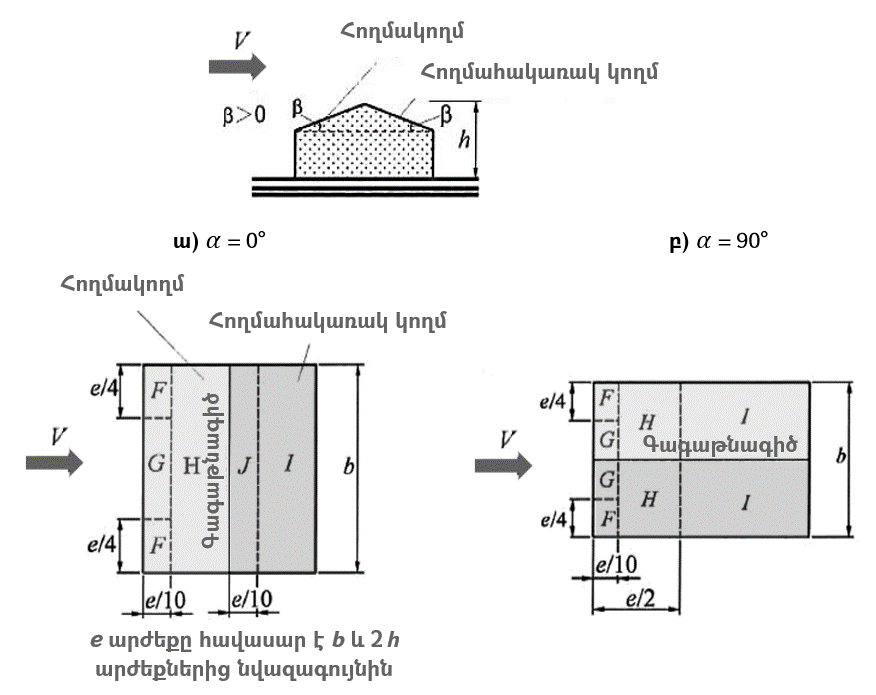 Հողմակողմ
V
Հողմահակառակ կողմ
β>0
β
β
h
ա) α = 0°
բ) α = 90°
Հողմակողմ
Հողմահակառակ կողմ
e/4
F
V
G
H
Գագաթնագիծ
J
I
b
e/4
F
e/10
e/10
e արժեքը հավասար է b և 2h
արժեքներից նվազագույնին
e/4
F
H
I
V
G
Գագաթնագիծ
b
G
H
I
e/4
F
e/10
e/2